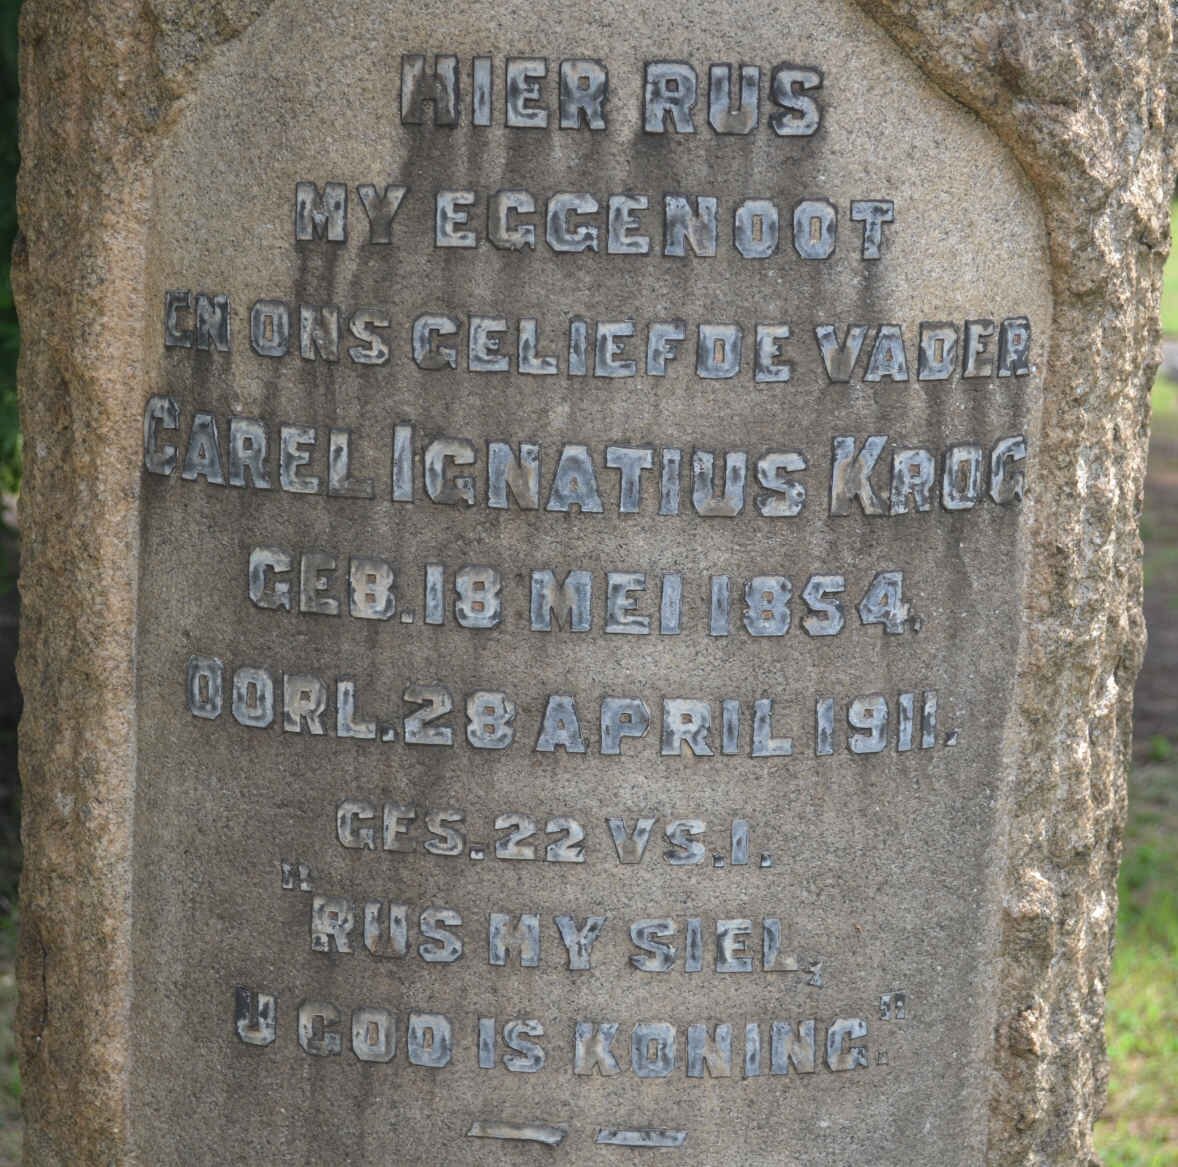 HIER RUS
MY EGGENOOT
EN ONS GELIEFDE VADER
CAREL IGNATIUS KROG
GEB. 18 MEI 1854.
OORL. 28 APRIL 1911.
GES. 22 VS. 1.
"RUS MY SIEL,
U GOD IS KONING."